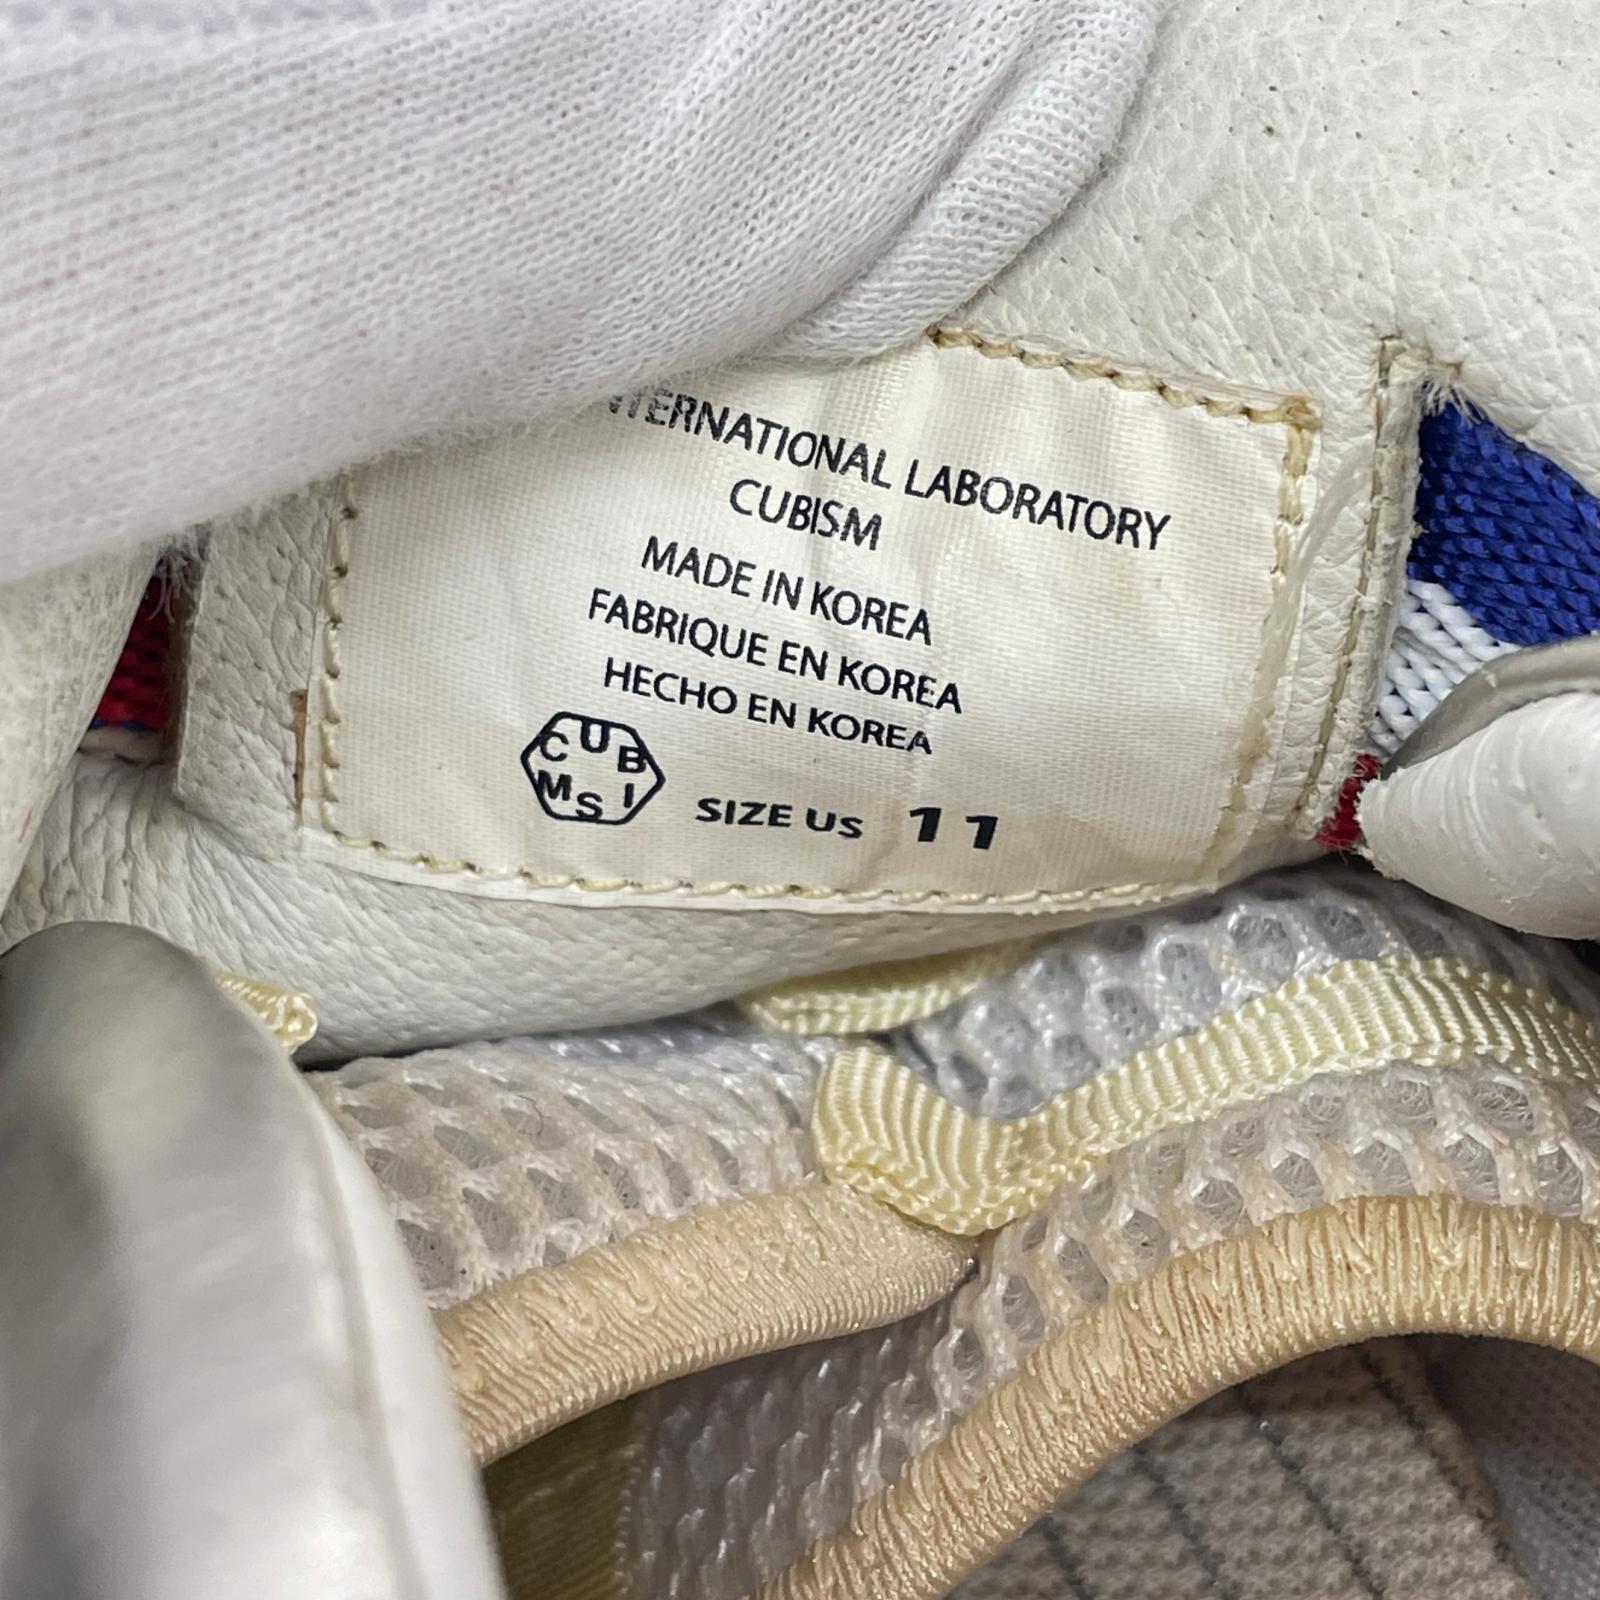 INTERNATIONAL LABORATORY
CUBISM
MADE IN KOREA
FABRIQUE EN KOREA
HECHO EN KOREA
CUBISM
SIZE US 11